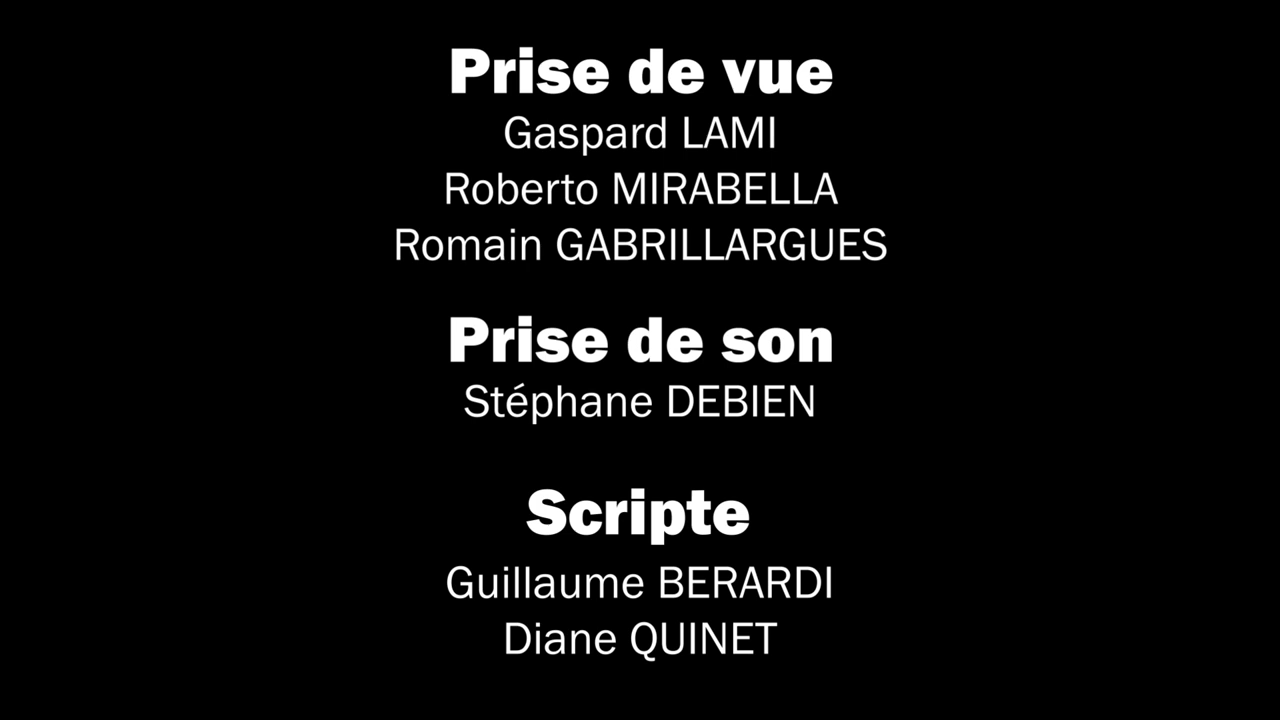 Prise de vue
Gaspard LAMI
Roberto MIRABELLA
Romain GABRILLARGUES
Prise de son
Stéphane DEBIEN
Scripte
Guillaume BERARDI
Diane QUINET